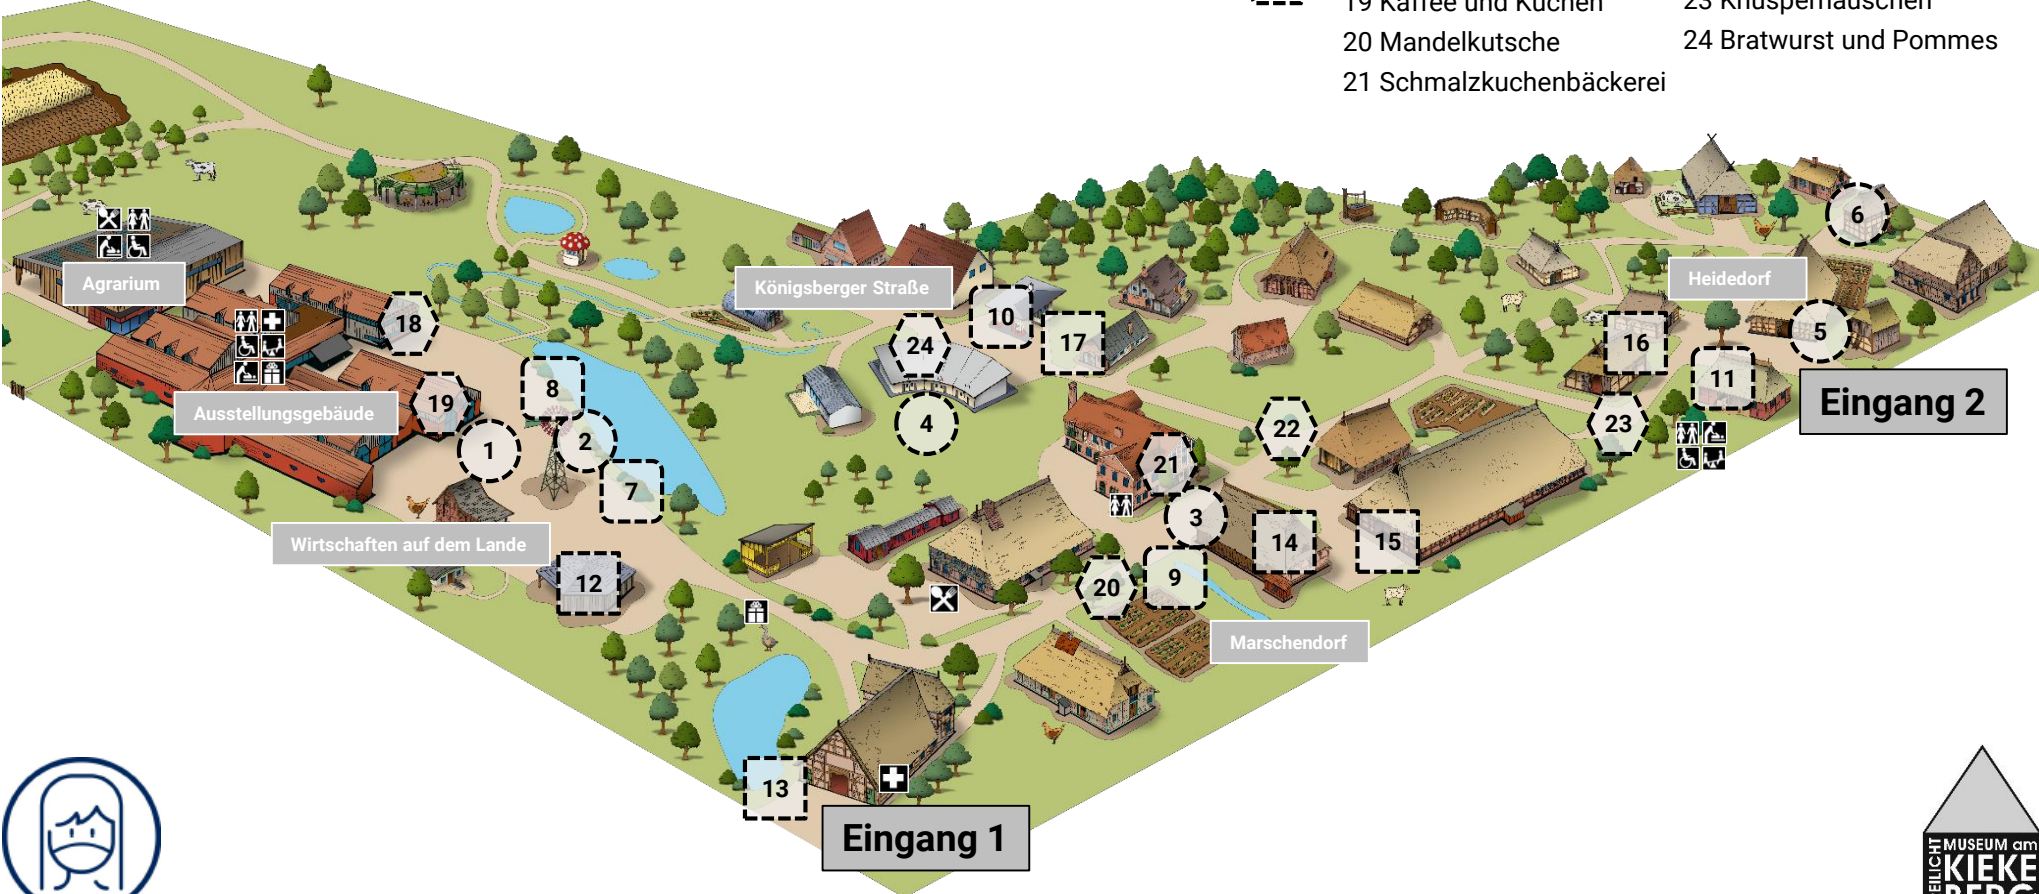 19 Kaffee und Kuchen
23 Knusperhäuschen
20 Mandelkutsche
24 Bratwurst und Pommes
21 Schmalzkuchenbäckerei
6
Agrarium
Königsberger Straße
Heidedorf
18
10
24
17
16
5
11
8
19
Ausstellungsgebäude
Eingang 2
1
2
4
22
23
21
7
3
14
15
Wirtschaften auf dem Lande
12
20
9
Marschendorf
13
Eingang 1
MUSEUM am
KIEKE
BERG